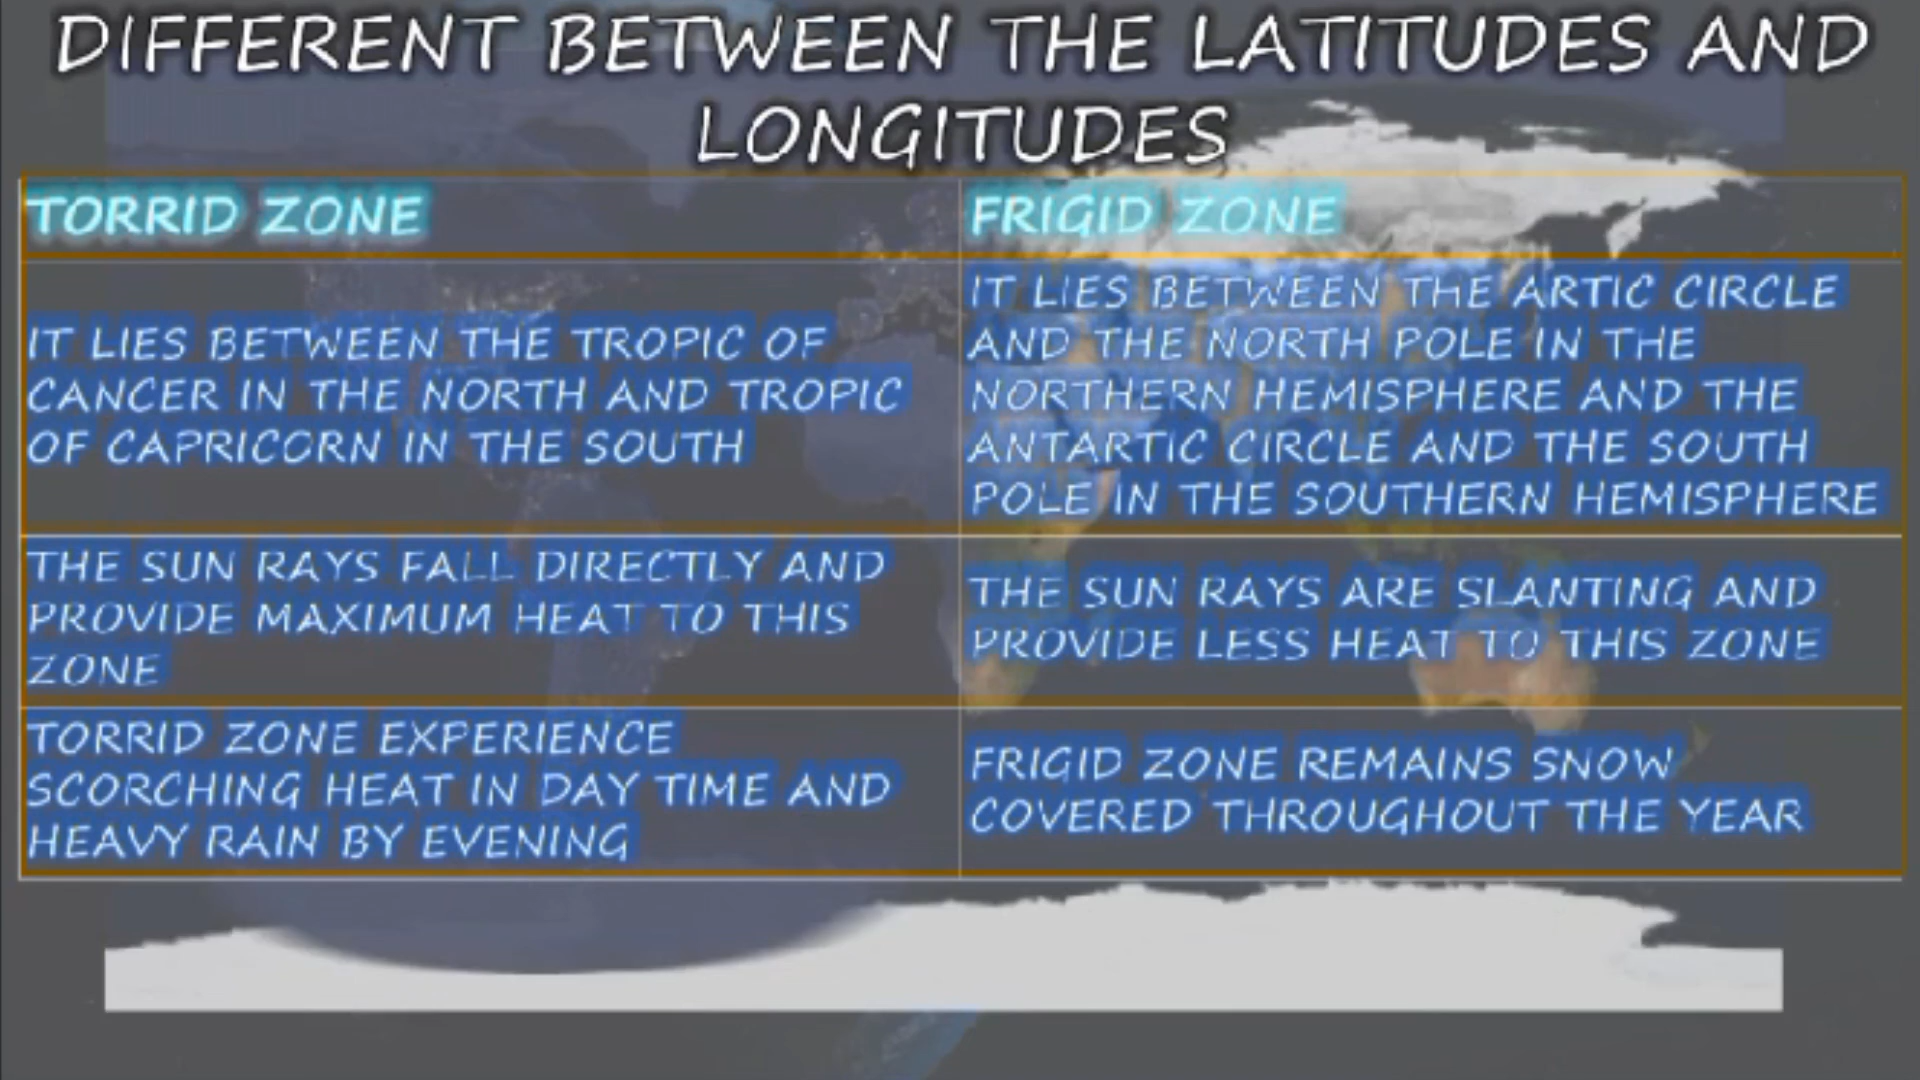 DIFFERENT BETWEEN THE LATITUDES AND
LONGITUDES
TORRID ZONE
FRIGID ZONE
IT LIES BETWEEN THE TROPIC OF
CANCER IN THE NORTH AND TROPIC
OF CAPRICORN IN THE SOUTH
IT LIES BETWEEN THE ARTIC CIRCLE
AND THE NORTH POLE IN THE
NORTHERN HEMISPHERE AND THE
ANTARTIC CIRCLE AND THE SOUTH
POLE IN THE SOUTHERN HEMISPHERE
THE SUN RAYS FALL DIRECTLY AND
PROVIDE MAXIMUM HEAT TO THIS
ZONE
THE SUN RAYS ARE SLANTING AND
PROVIDE LESS HEAT TO THIS ZONE
TORRID ZONE EXPERIENCE
SCORCHING HEAT IN DAY TIME AND
HEAVY RAIN BY EVENING
FRIGID ZONE REMAINS SNOW
COVERED THROUGHOUT THE YEAR